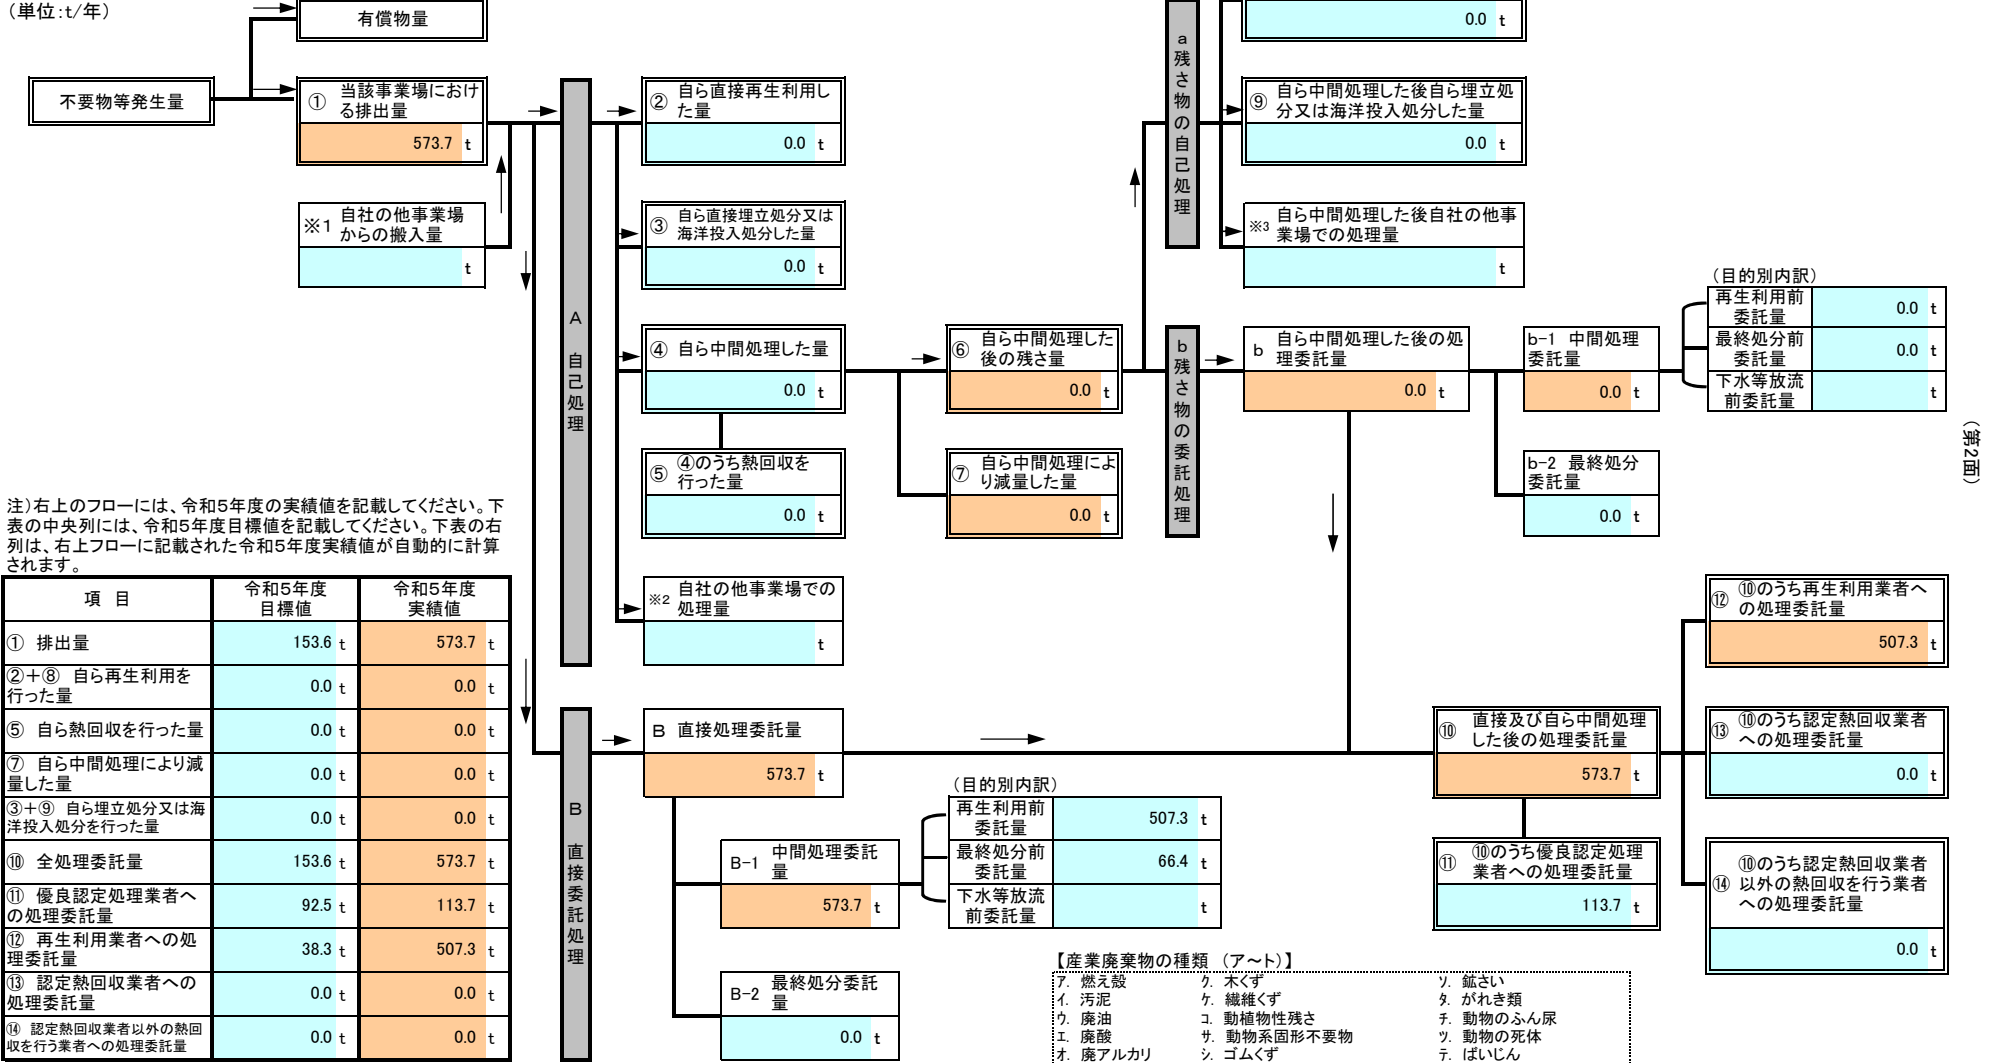 （単位:t/年）
有償物量
不要物等発生量
① 当該事業場におけ
る排出量
573.7 t
※1 自社の他事業場
からの搬入量
t
A 自己処理
② 自ら直接再生利用し
た量
0.0 t
③ 自ら直接埋立処分又は
海洋投入処分した量
0.0 t
④ 自ら中間処理した量
0.0 t
⑤ ④のうち熱回収を
行った量
0.0 t
※2 自社の他事業場での
処理量
t
⑥ 自ら中間処理した
後の残さ量
0.0 t
⑦ 自ら中間処理によ
り減量した量
0.0 t
a 残さ物の自己処理
0.0 t
⑨ 自ら中間処理した後自ら埋立処
分又は海洋投入処分した量
0.0 t
※3 自ら中間処理した後自社の他事
業場での処理量
t
b 残さ物の委託処理
b 自ら中間処理した後の処
理委託量
0.0 t
b-1 中間処理
委託量
0.0 t
b-2 最終処分
委託量
0.0 t
（目的別内訳）
再生利用前
委託量
0.0 t
最終処分前
委託量
0.0 t
下水等放流
前委託量
t
（第2面）
注）右上のフローには、令和5年度の実績値を記載してください。下
表の中央列には、令和5年度目標値を記載してください。下表の右
列は、右上フローに記載された令和5年度実績値が自動的に計算
されます。
項 目
令和5年度
目標値
令和5年度
実績値
① 排出量
153.6 t
573.7 t
②＋⑧ 自ら再生利用を
行った量
0.0 t
0.0 t
⑤ 自ら熱回収を行った量
0.0 t
0.0 t
⑦ 自ら中間処理により減
量した量
0.0 t
0.0 t
③＋⑨ 自ら埋立処分又は海
洋投入処分を行った量
0.0 t
0.0 t
⑩ 全処理委託量
153.6 t
573.7 t
⑪ 優良認定処理業者へ
の処理委託量
92.5 t
113.7 t
⑫ 再生利用業者への処
理委託量
38.3 t
507.3 t
⑬ 認定熱回収業者への
処理委託量
0.0 t
0.0 t
⑭ 認定熱回収業者以外の熱回
収を行う業者への処理委託量
0.0 t
0.0 t
B 直接委託処理
B 直接処理委託量
573.7 t
B-1 中間処理委託
量
573.7 t
B-2 最終処分委託
量
0.0 t
（目的別内訳）
再生利用前
委託量
507.3 t
最終処分前
委託量
66.4 t
下水等放流
前委託量
t
⑩ 直接及び自ら中間処理
した後の処理委託量
573.7 t
⑪ ⑩のうち優良認定処理
業者への処理委託量
113.7 t
⑫ ⑩のうち再生利用業者へ
の処理委託量
507.3 t
⑬ ⑩のうち認定熱回収業者
への処理委託量
0.0 t
⑭ ⑩のうち認定熱回収業者
以外の熱回収を行う業者
への処理委託量
0.0 t
【産業廃棄物の種類 （ア～ト）】
ア. 燃え殻
イ. 汚泥
ウ. 廃油
エ. 廃酸
オ. 廃アルカリ
ク. 木くず
ケ. 繊維くず
コ. 動植物性残さ
サ. 動物系固形不要物
シ. ゴムくず
ソ. 鉱さい
タ. がれき類
チ. 動物のふん尿
ツ. 動物の死体
テ. ばいじん